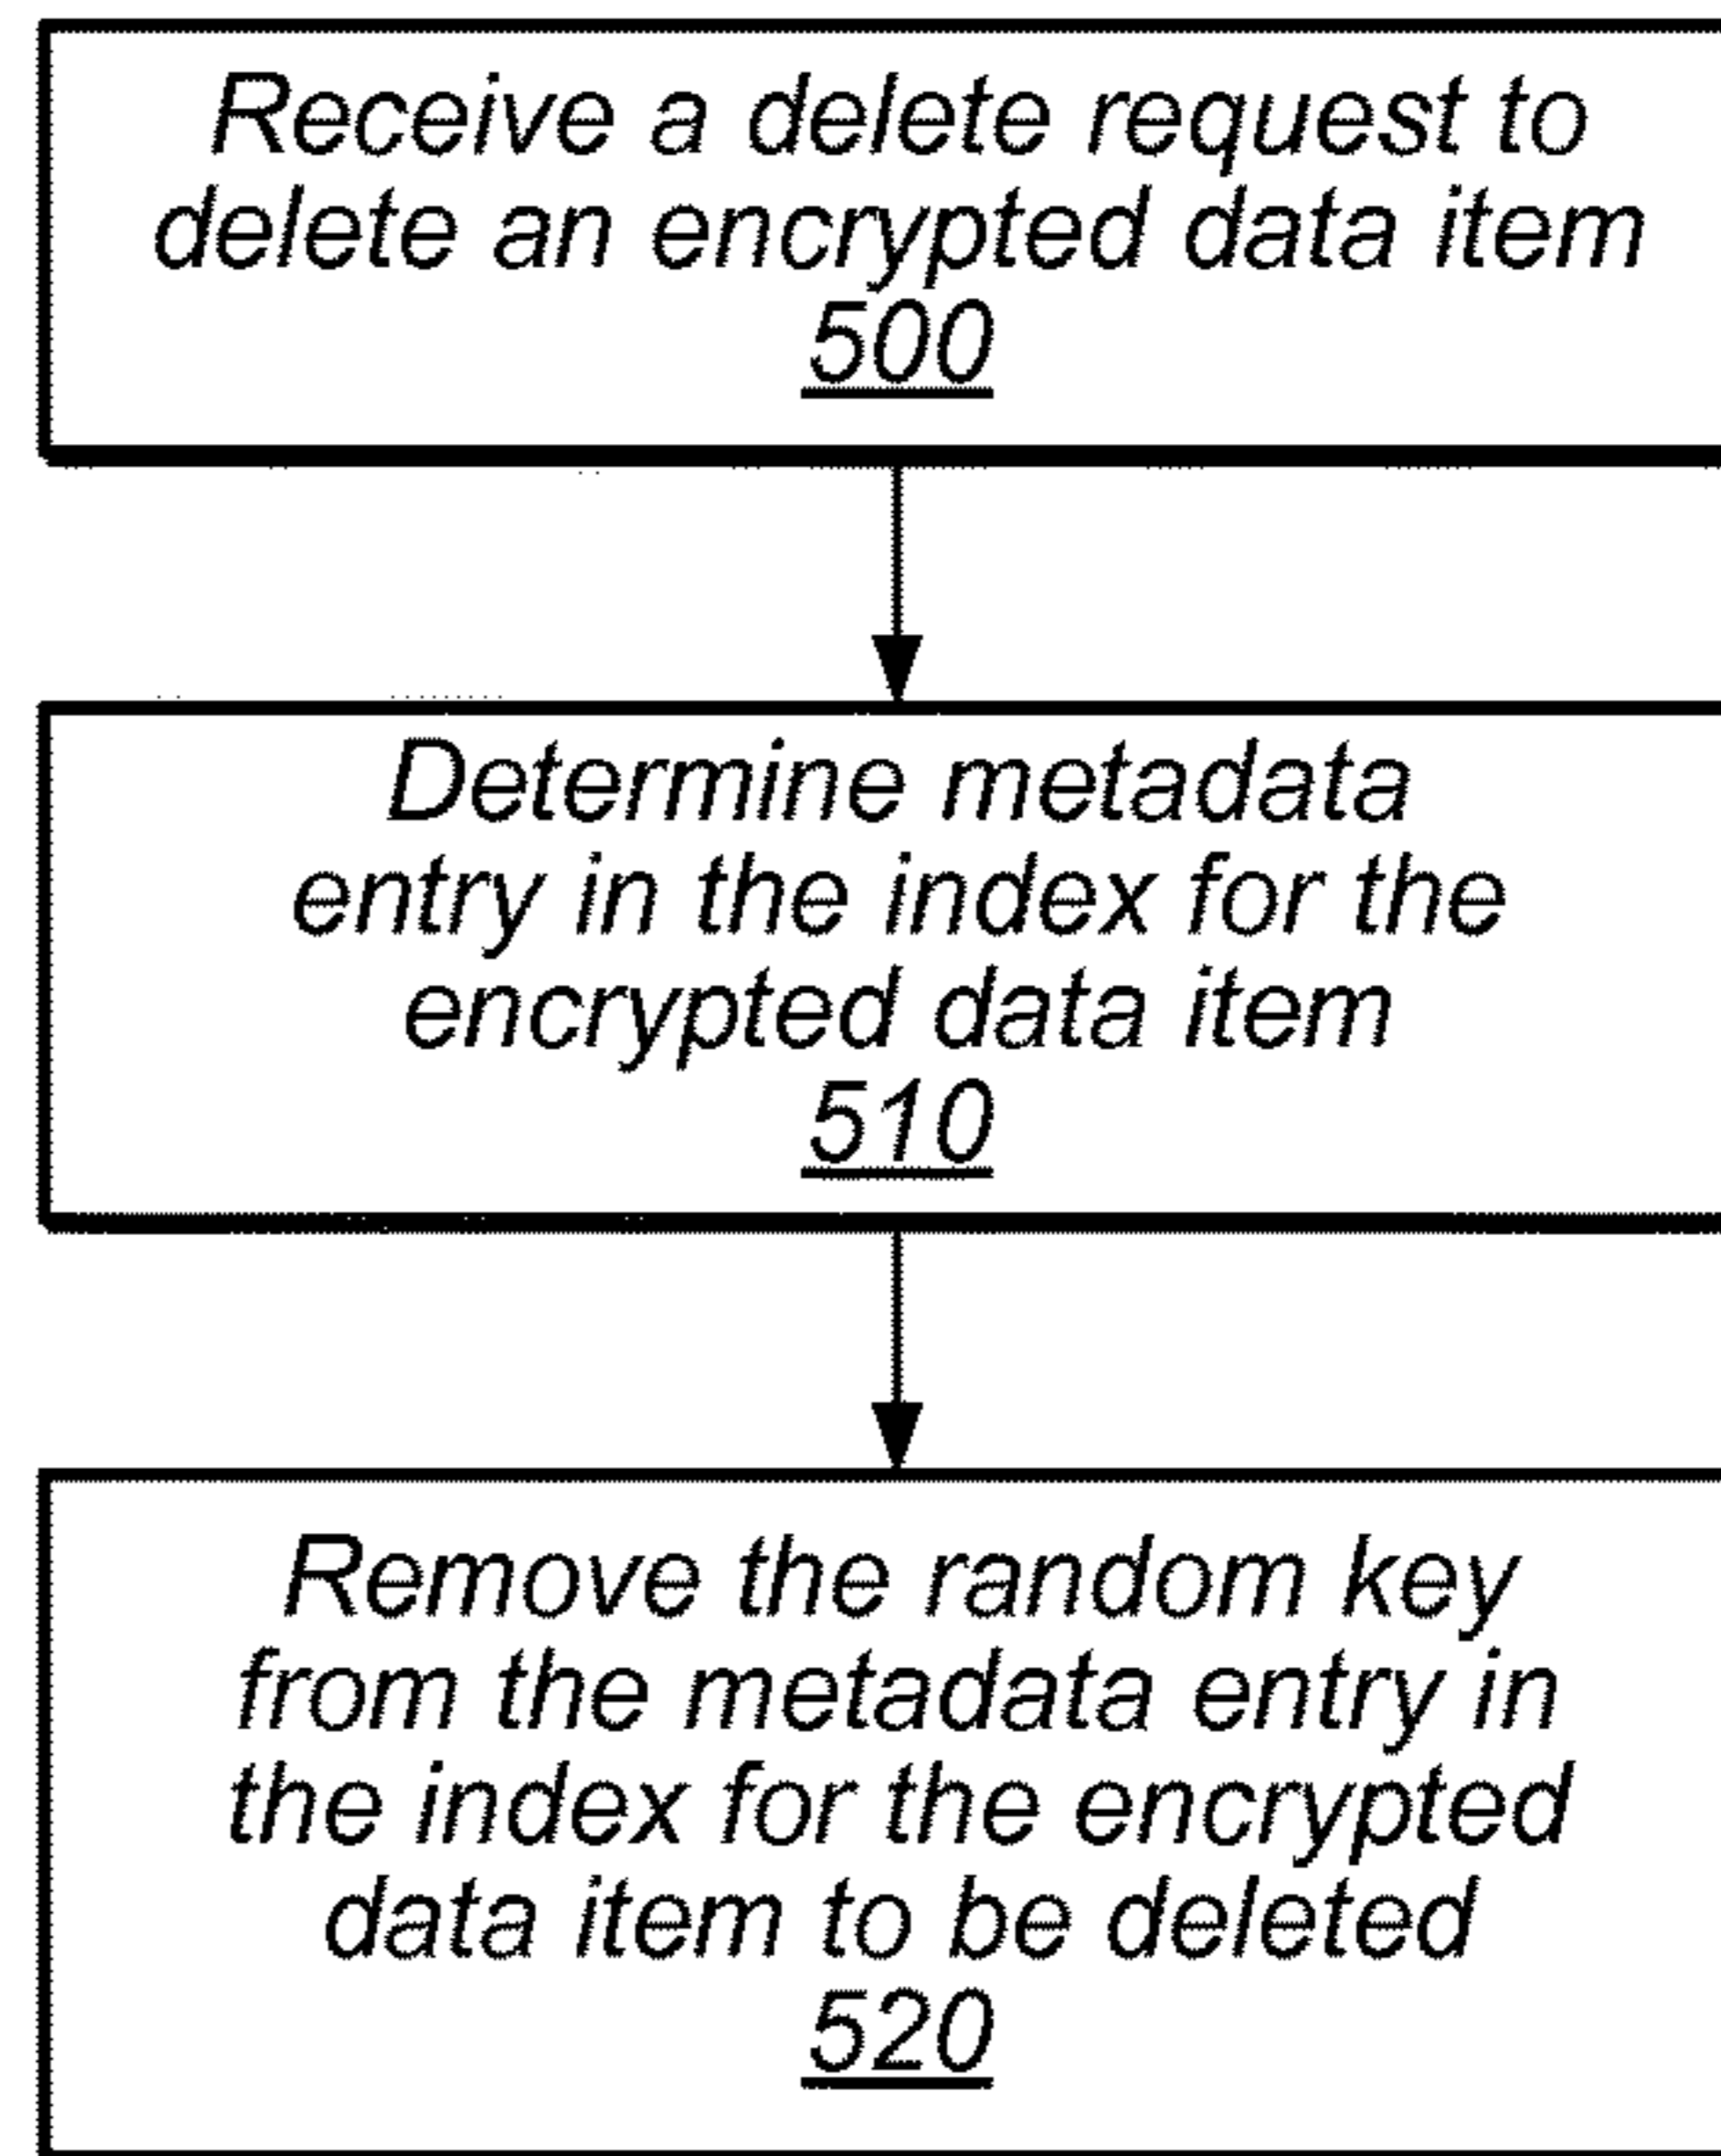 Receive a delete request to
delete an encrypted data item
500
Determine metadata
entry in the index for the
encrypted data item
510
Remove the random key
from the metadata entry in
the index for the encrypted
data item to be deleted
520